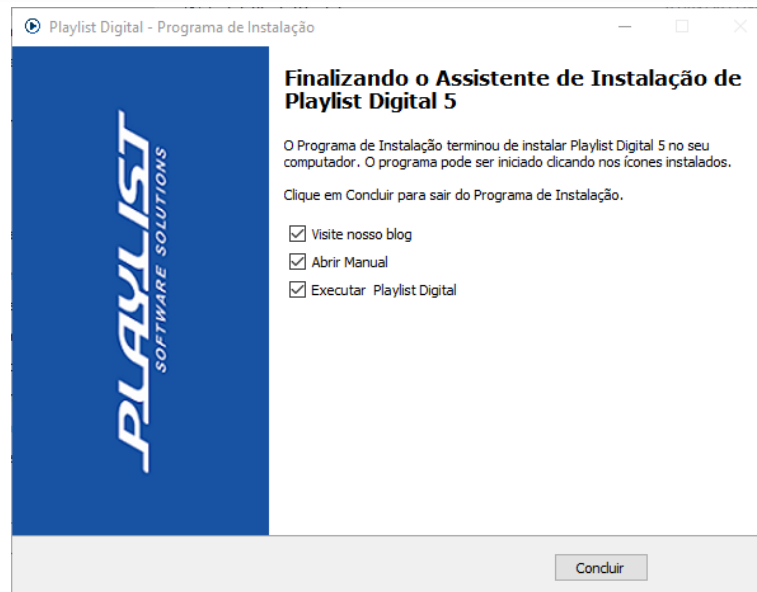 Playlist Digital - Programa de Instalação
PLAYLIST
SOFTWARE SOLUTIONS
Finalizando o Assistente de Instalação de
Playlist Digital 5
O Programa de Instalação terminou de instalar Playlist Digital 5 no seu
computador. O programa pode ser iniciado clicando nos ícones instalados.
Clique em Concluir para sair do Programa de Instalação.
Visite nosso blog
Abrir Manual
Executar Playlist Digital
Concluir